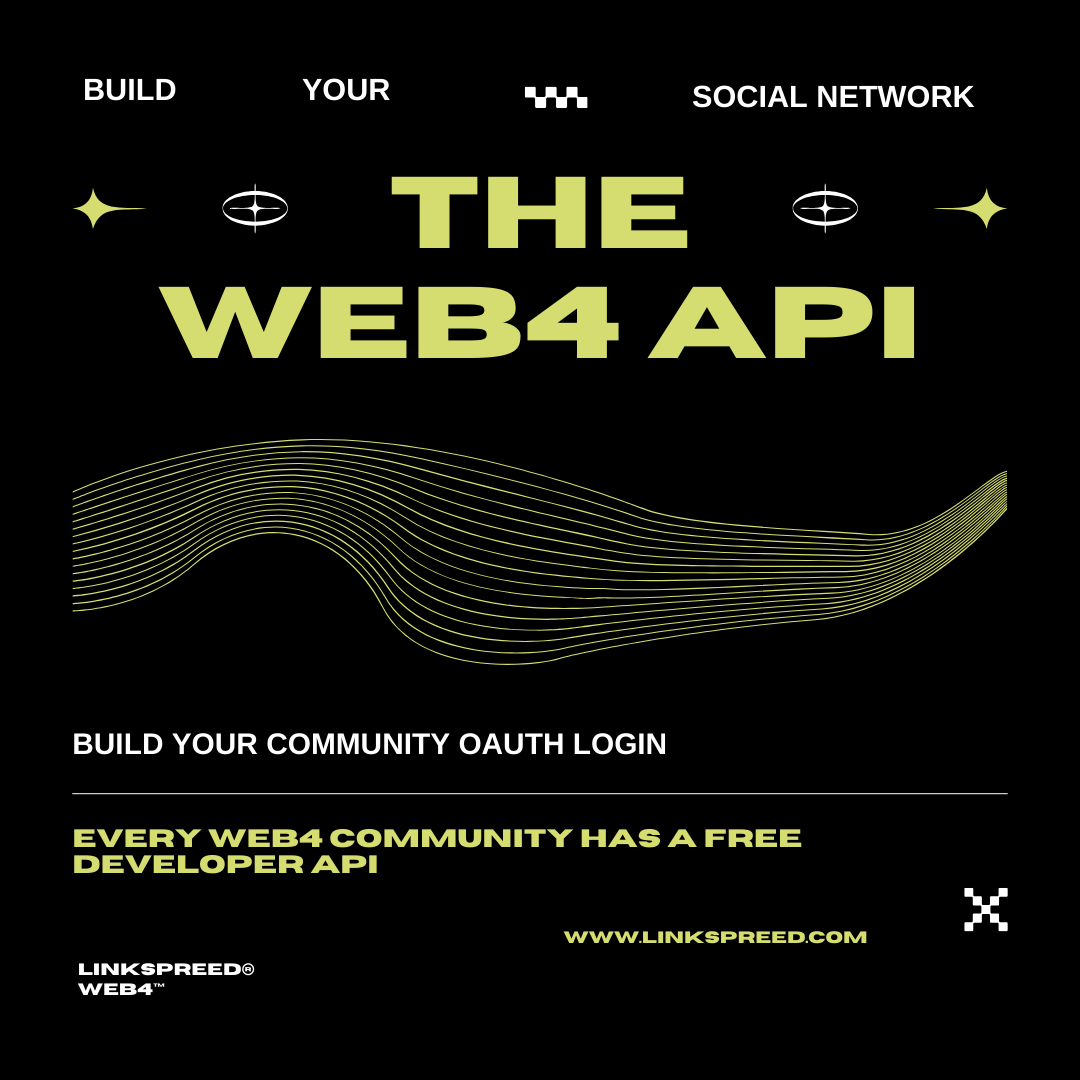 BUILD YOUR SOCIAL NETWORK
THE
WEB4 API
BUILD YOUR COMMUNITY OAUTH LOGIN
EVERY WEB4 COMMUNITY HAS A FREE
DEVELOPER API
WWW.LINKSPREED.COM
LINKSPREED®
WEB4™